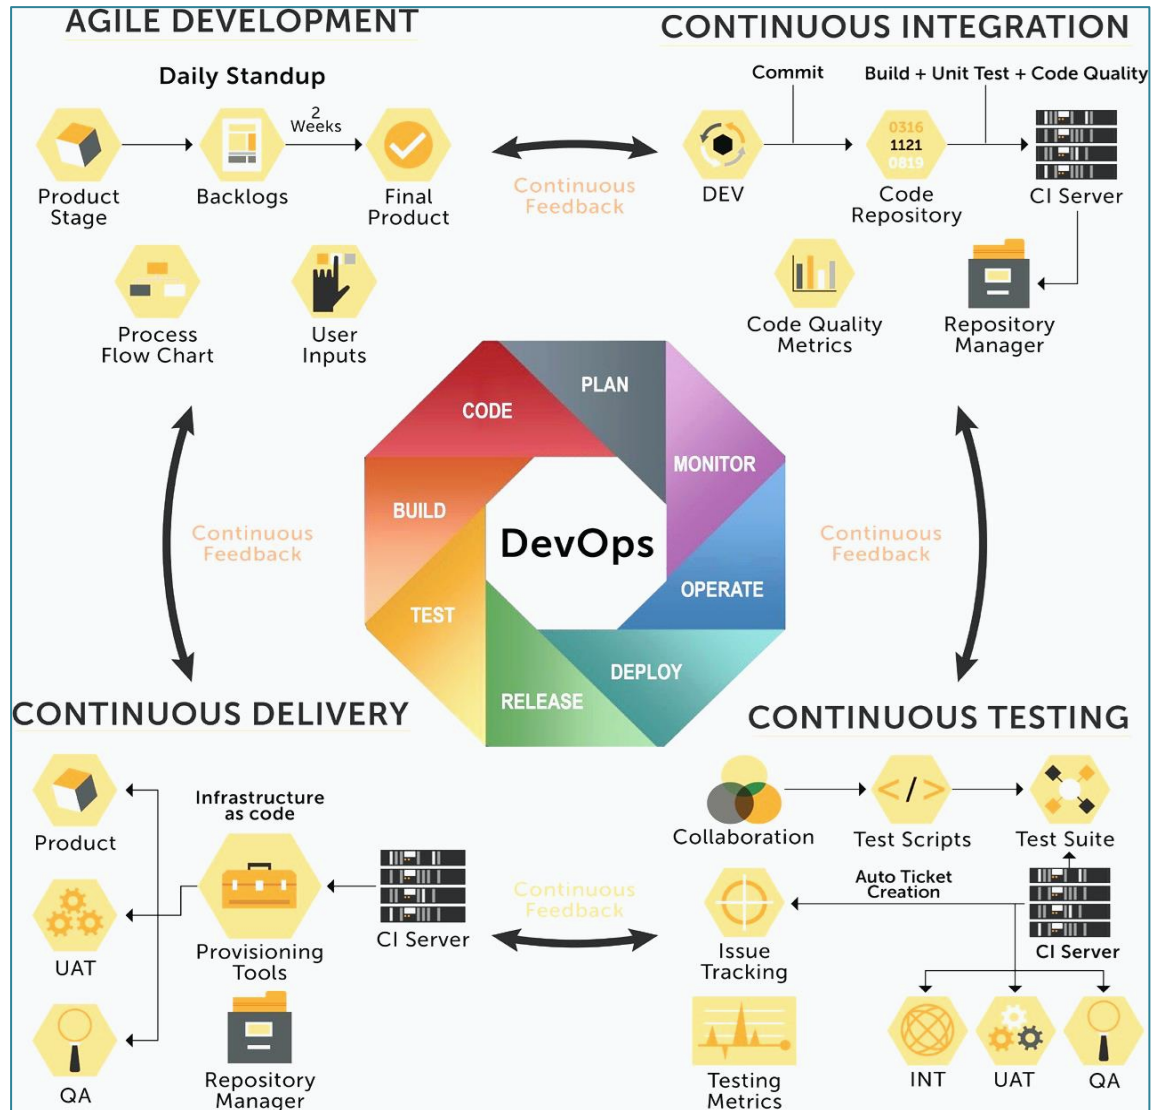 AGILE DEVELOPMENT
Daily Standup
2
Weeks
Product
Stage
Backlogs
Final
Product
Process
Flow Chart
User
Inputs
Continuous
Feedback
CONTINUOUS INTEGRATION
Commit
Build + Unit Test + Code Quality
DEV
0316
1121
0819
Code
Repository
CI Server
Code Quality
Metrics
Repository
Manager
PLAN
CODE
MONITOR
BUILD
DevOps
OPERATE
TEST
DEPLOY
RELEASE
Continuous
Feedback
Continuous
Feedback
CONTINUOUS DELIVERY
Product
Infrastructure
as code
UAT
Provisioning
Tools
CI Server
QA
Repository
Manager
Continuous
Feedback
CONTINUOUS TESTING
Collaboration
Test Scripts
Test Suite
Auto Ticket
Creation
Issue
Tracking
CI Server
Testing
Metrics
INT
UAT
QA